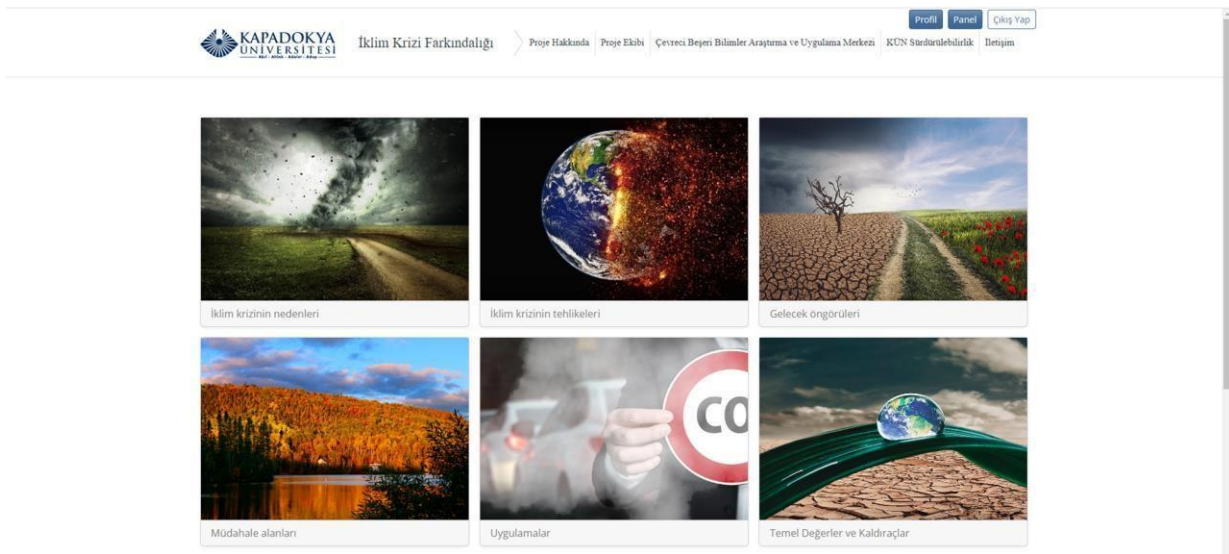 Profil Panel Çıkış Yap
KAPADOKYA
ÜNİVERSİTESİ
İklim Krizi Farkındalığı
Proje Hakkında Proje Ekibi Çevreci Beşeri Bilimler Araştırma ve Uygulama Merkezi KÜN Sürdürülebilirlik İletişim
İklim krizinin nedenleri
İklim krizinin tehlikeleri
Gelecek öngörüleri
CO
Müdahale alanları
Uygulamalar
Temel Değerler ve Kaldıraçlar